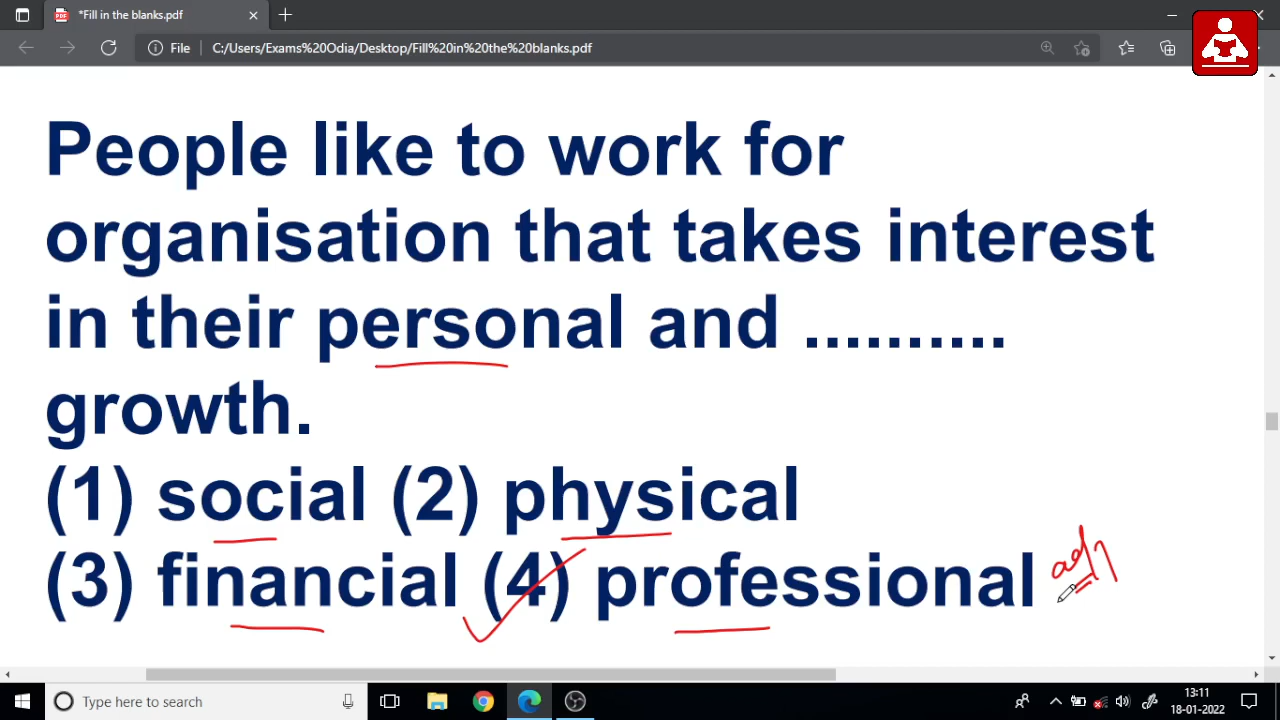 *Fill in the blanks.pdf
File C:/Users/Exams%20Odia/Desktop/Fill%20in%20the%20blanks.pdf
People like to work for
organisation that takes interest
in their personal and ..........
growth.
(1) social (2) physical
(3) financial (4) professional adj
Type here to search
13:11
18-01-2022